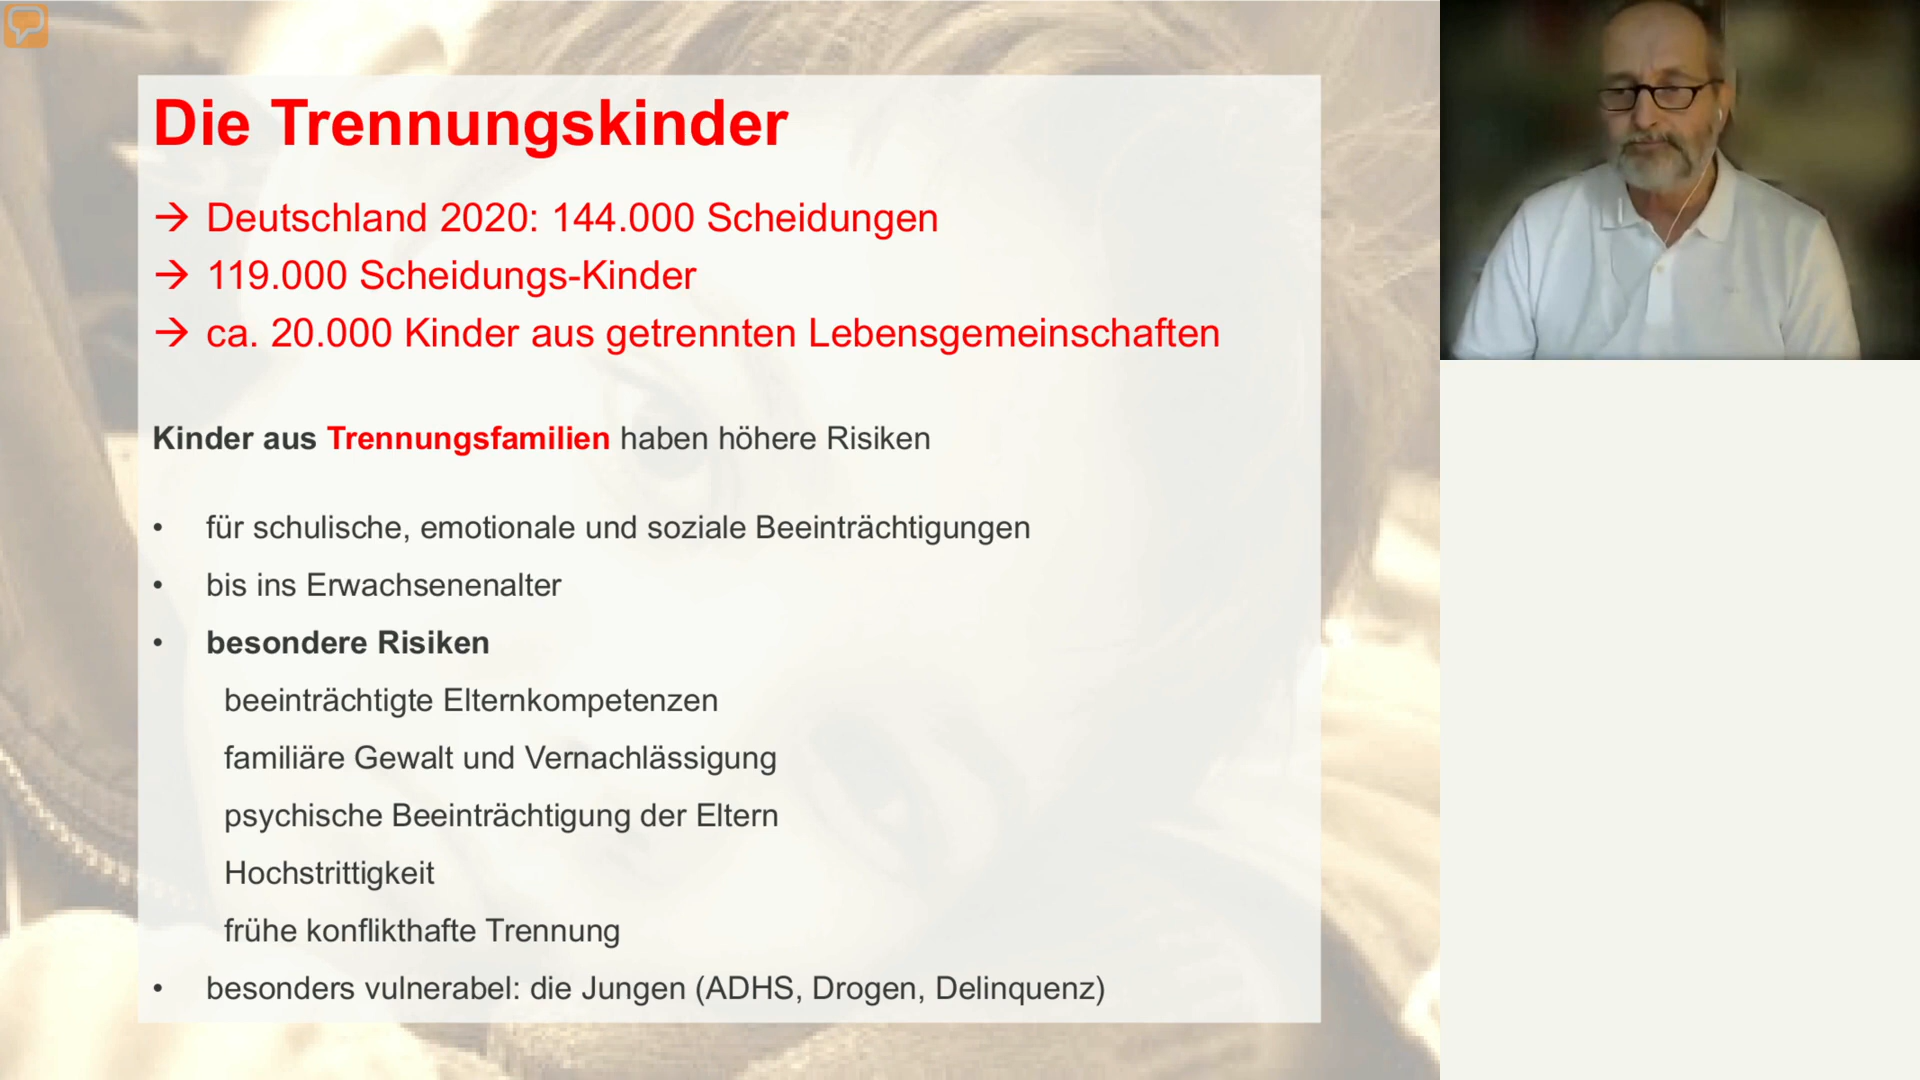 Die Trennungskinder
→ Deutschland 2020: 144.000 Scheidungen
→ 119.000 Scheidungs-Kinder
→ ca. 20.000 Kinder aus getrennten Lebensgemeinschaften
Kinder aus Trennungsfamilien haben höhere Risiken
• für schulische, emotionale und soziale Beeinträchtigungen
• bis ins Erwachsenenalter
• besondere Risiken
beeinträchtigte Elternkompetenzen
familiäre Gewalt und Vernachlässigung
psychische Beeinträchtigung der Eltern
Hochstrittigkeit
frühe konflikthafte Trennung
• besonders vulnerabel: die Jungen (ADHS, Drogen, Delinquenz)